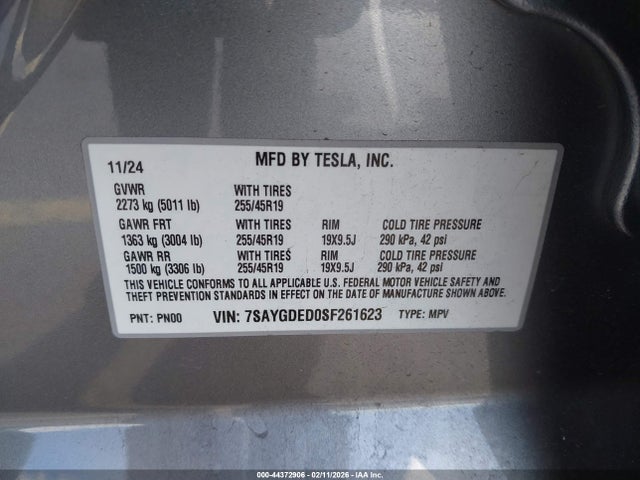 MFD BY TESLA, INC.
11/24
GVWR WITH TIRES
2273 kg (5011 lb) 255/45R19
GAWR FRT WITH TIRES RIM COLD TIRE PRESSURE
1363 kg (3004 lb) 255/45R19 19X9.5J 290 kPa, 42 psi
GAWR RR WITH TIRES RIM COLD TIRE PRESSURE
1500 kg (3306 lb) 255/45R19 19X9.5J 290 kPa, 42 psi
THIS VEHICLE CONFORMS TO ALL APPLICABLE U.S. FEDERAL MOTOR VEHICLE SAFETY AND
THEFT PREVENTION STANDARDS IN EFFECT ON THE DATE OF MANUFACTURE SHOWN ABOVE.
PNT: PN00 VIN: 7SAYGDED0SF261623 TYPE: MPV
000-44372906 - 02/11/2026 - IAA Inc.